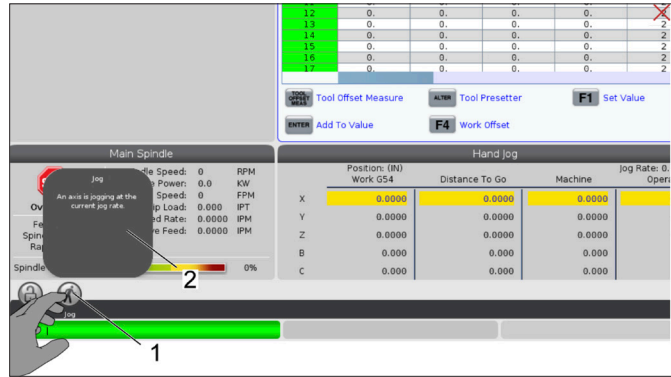 12 0. 0. 0. 0. 2
13 0. 0. 0. 0. 2
14 0. 0. 0. 0. 2
15 0. 0. 0. 0. 2
16 0. 0. 0. 0. 2
17 0. 0. 0. 0. 2
TOOL OFFSET MEAS Tool Offset Measure ALTER Tool Presetter F1 Set Value
ENTER Add To Value F4 Work Offset
Main Spindle
Speed: 0 RPM
Power: 0.0 KW
Speed: 0 FPM
Load: 0.000 IPT
Rate: 0.0000 IPM
Feed: 0.0000 IPM
0%
Jog
An axis is jogging at the
current jog rate.
2
Jog
1
Hand Jog
Position: (IN)
Work G54 Distance To Go Machine
Jog Rate: 0.
X 0.0000 0.0000 0.0000
Y 0.0000 0.0000 0.0000
Z 0.0000 0.0000 0.0000
B 0.000 0.000 0.000
C 0.000 0.000 0.000